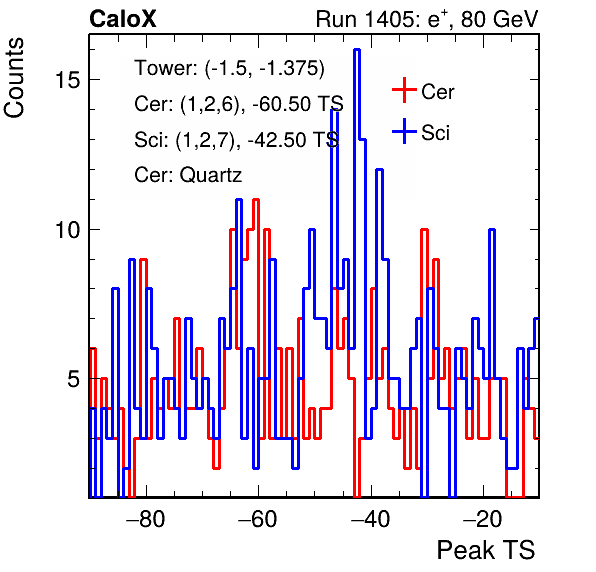 CaloX Run 1405: e⁺, 80 GeV
Counts
Tower: (-1.5, -1.375)
Cer: (1,2,6), -60.50 TS
Sci: (1,2,7), -42.50 TS
Cer: Quartz
Cer
Sci
15
10
5
−80 −60 −40 −20
Peak TS